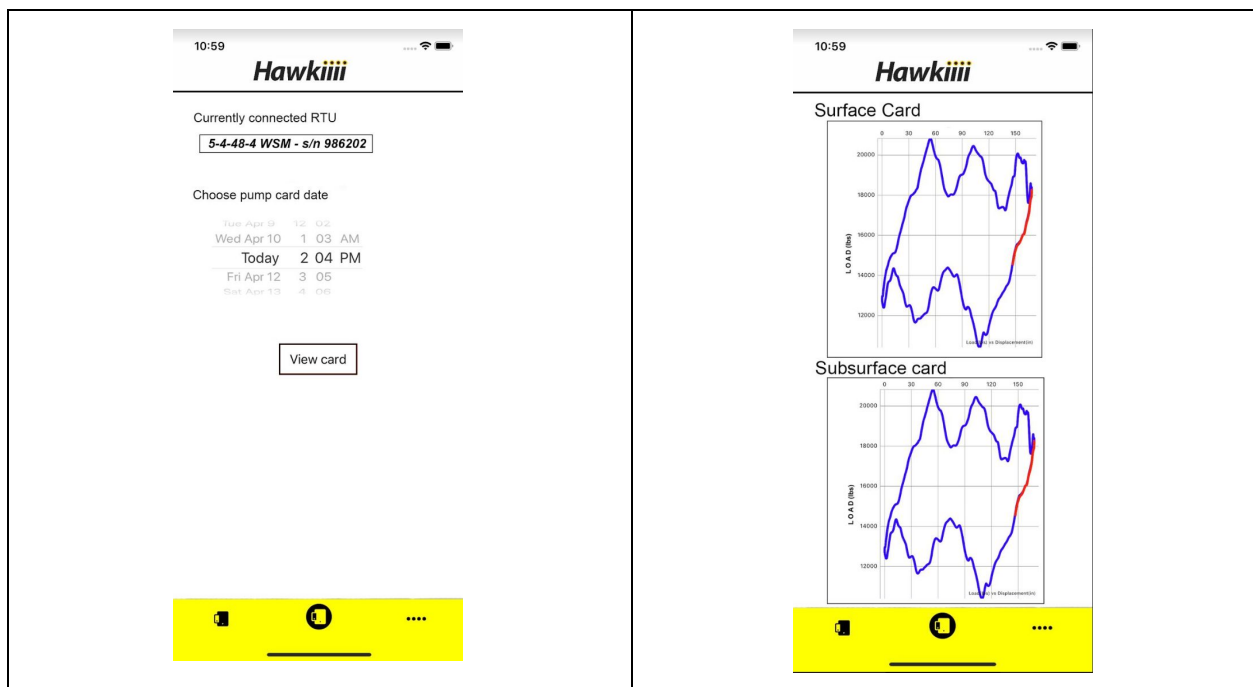 10:59
Hawkiiii
Currently connected RTU
5-4-48-4 WSM - s/n 986202
Choose pump card date
Tue Apr 9 12 02
Wed Apr 10 1 03 AM
Today 2 04 PM
Fri Apr 12 3 05
Sat Apr 13 4 06
View card
10:59
Hawkiiii
Surface Card
0 30 60 90 120 150
20000
18000
16000
14000
12000
LOAD (lbs)
vs Displacement(in)
Subsurface card
0 30 60 90 120 150
20000
18000
16000
14000
12000
LOAD (lbs)
vs Displacement(in)